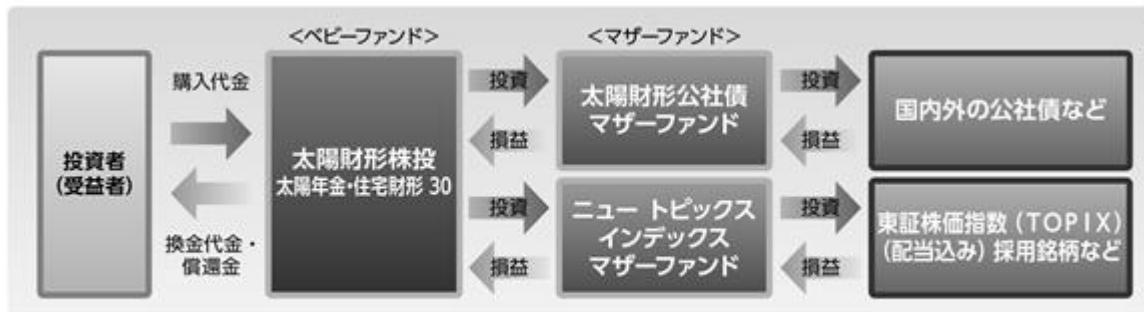 <ベビーファンド>
<マザーファンド>
購入代金
投資者
(受益者)
換金代金・
償還金
太陽財形株投
太陽年金・住宅財形 30
投資
損益
太陽財形公社債
マザーファンド
投資
損益
国内外の公社債など
投資
損益
ニュー トピックス
インデックス
マザーファンド
投資
損益
東証株価指数(TOPIX)
(配当込み)採用銘柄など